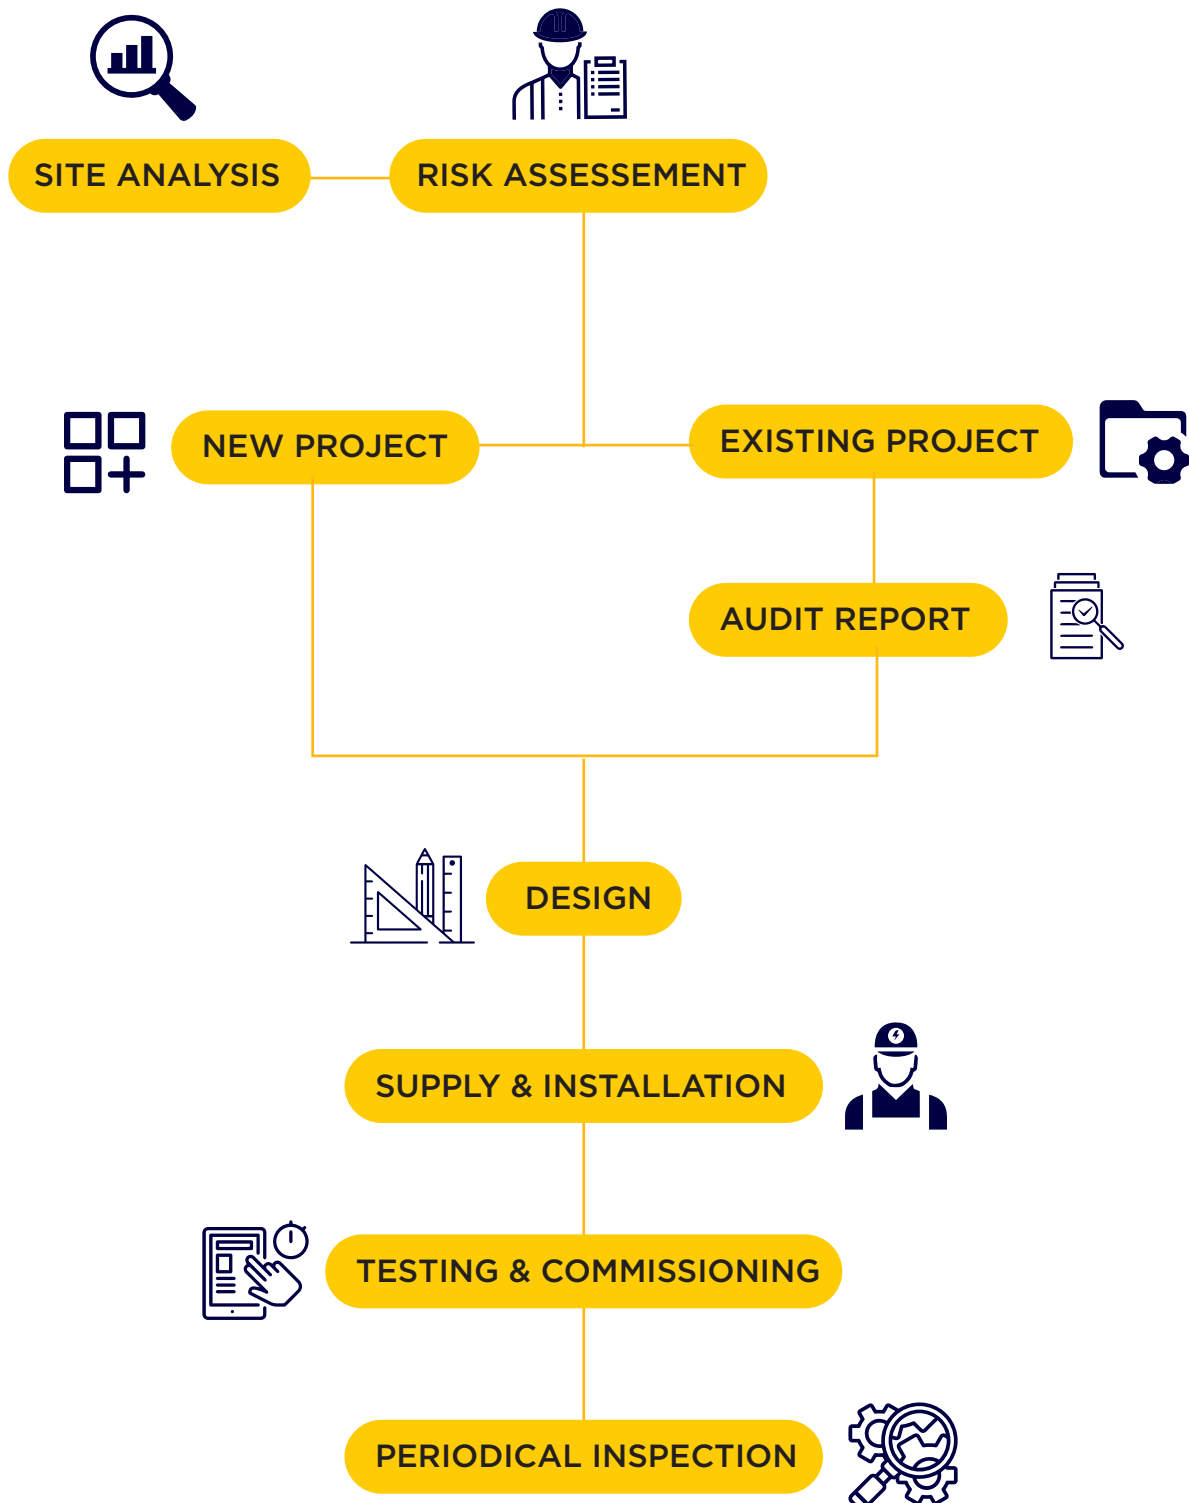 SITE ANALYSIS
RISK ASSESSEMENT
NEW PROJECT
EXISTING PROJECT
AUDIT REPORT
DESIGN
SUPPLY & INSTALLATION
TESTING & COMMISSIONING
PERIODICAL INSPECTION